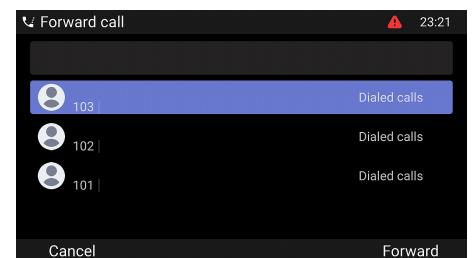 Forward call 23:21
103 | Dialed calls
102 | Dialed calls
101 | Dialed calls
Cancel Forward